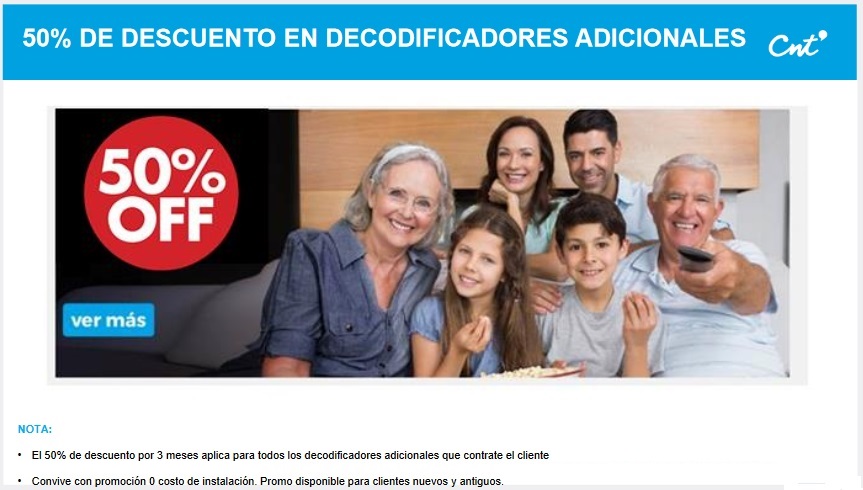 50% DE DESCUENTO EN DECODIFICADORES ADICIONALES
Cnt
50%
OFF
ver más
NOTA:
• El 50% de descuento por 3 meses aplica para todos los decodificadores adicionales que contrate el cliente
• Convive con promoción 0 costo de instalación. Promo disponible para clientes nuevos y antiguos.